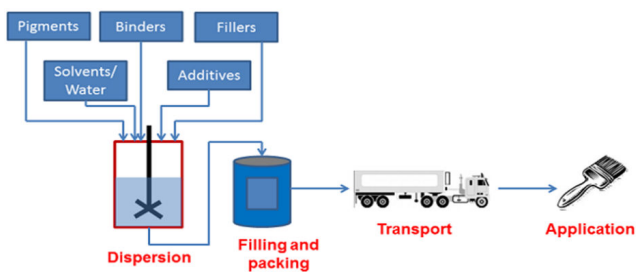 Pigments
Binders
Fillers
Solvents/
Water
Additives
Dispersion
Filling and
packing
Transport
Application